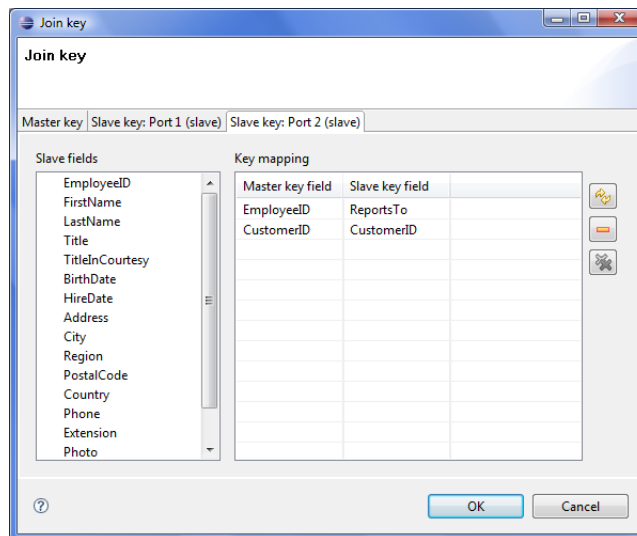 Join key
Join key
Master key Slave key: Port 1 (slave) Slave key: Port 2 (slave)
Slave fields
EmployeeID
FirstName
LastName
Title
TitleInCourtesy
BirthDate
HireDate
Address
City
Region
PostalCode
Country
Phone
Extension
Photo
Key mapping
Master key field Slave key field
EmployeeID ReportsTo
CustomerID CustomerID
OK Cancel